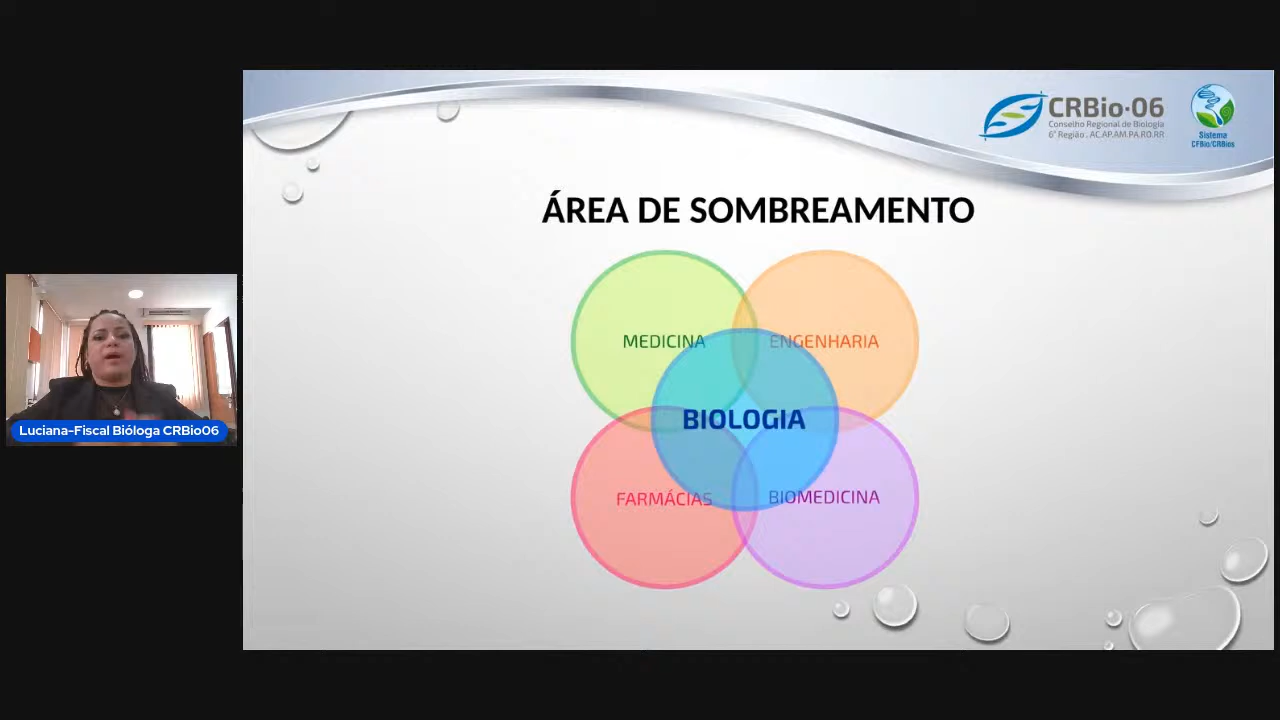 CRBio·06
Conselho Regional de Biologia
6ª Região . AC.AP.AM.PA.RO.RR
Sistema
CFBio/CRBios
ÁREA DE SOMBREAMENTO
MEDICINA
ENGENHARIA
BIOLOGIA
FARMÁCIAS
BIOMEDICINA
Luciana-Fiscal Bióloga CRBio06